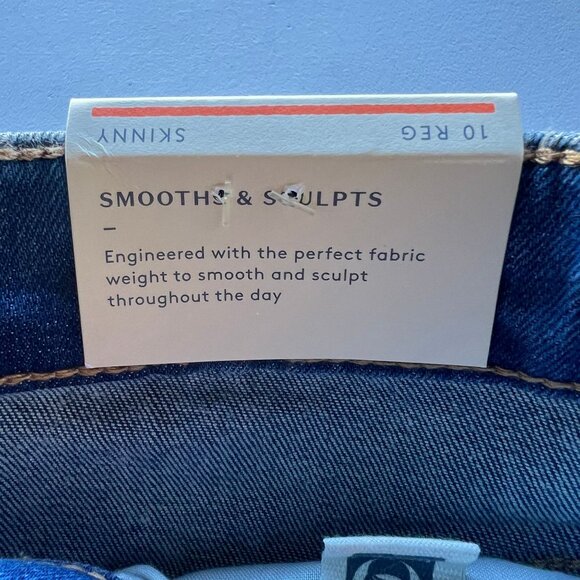 SKINNY 10 REG
SMOOTHS & SCULPTS
Engineered with the perfect fabric
weight to smooth and sculpt
throughout the day